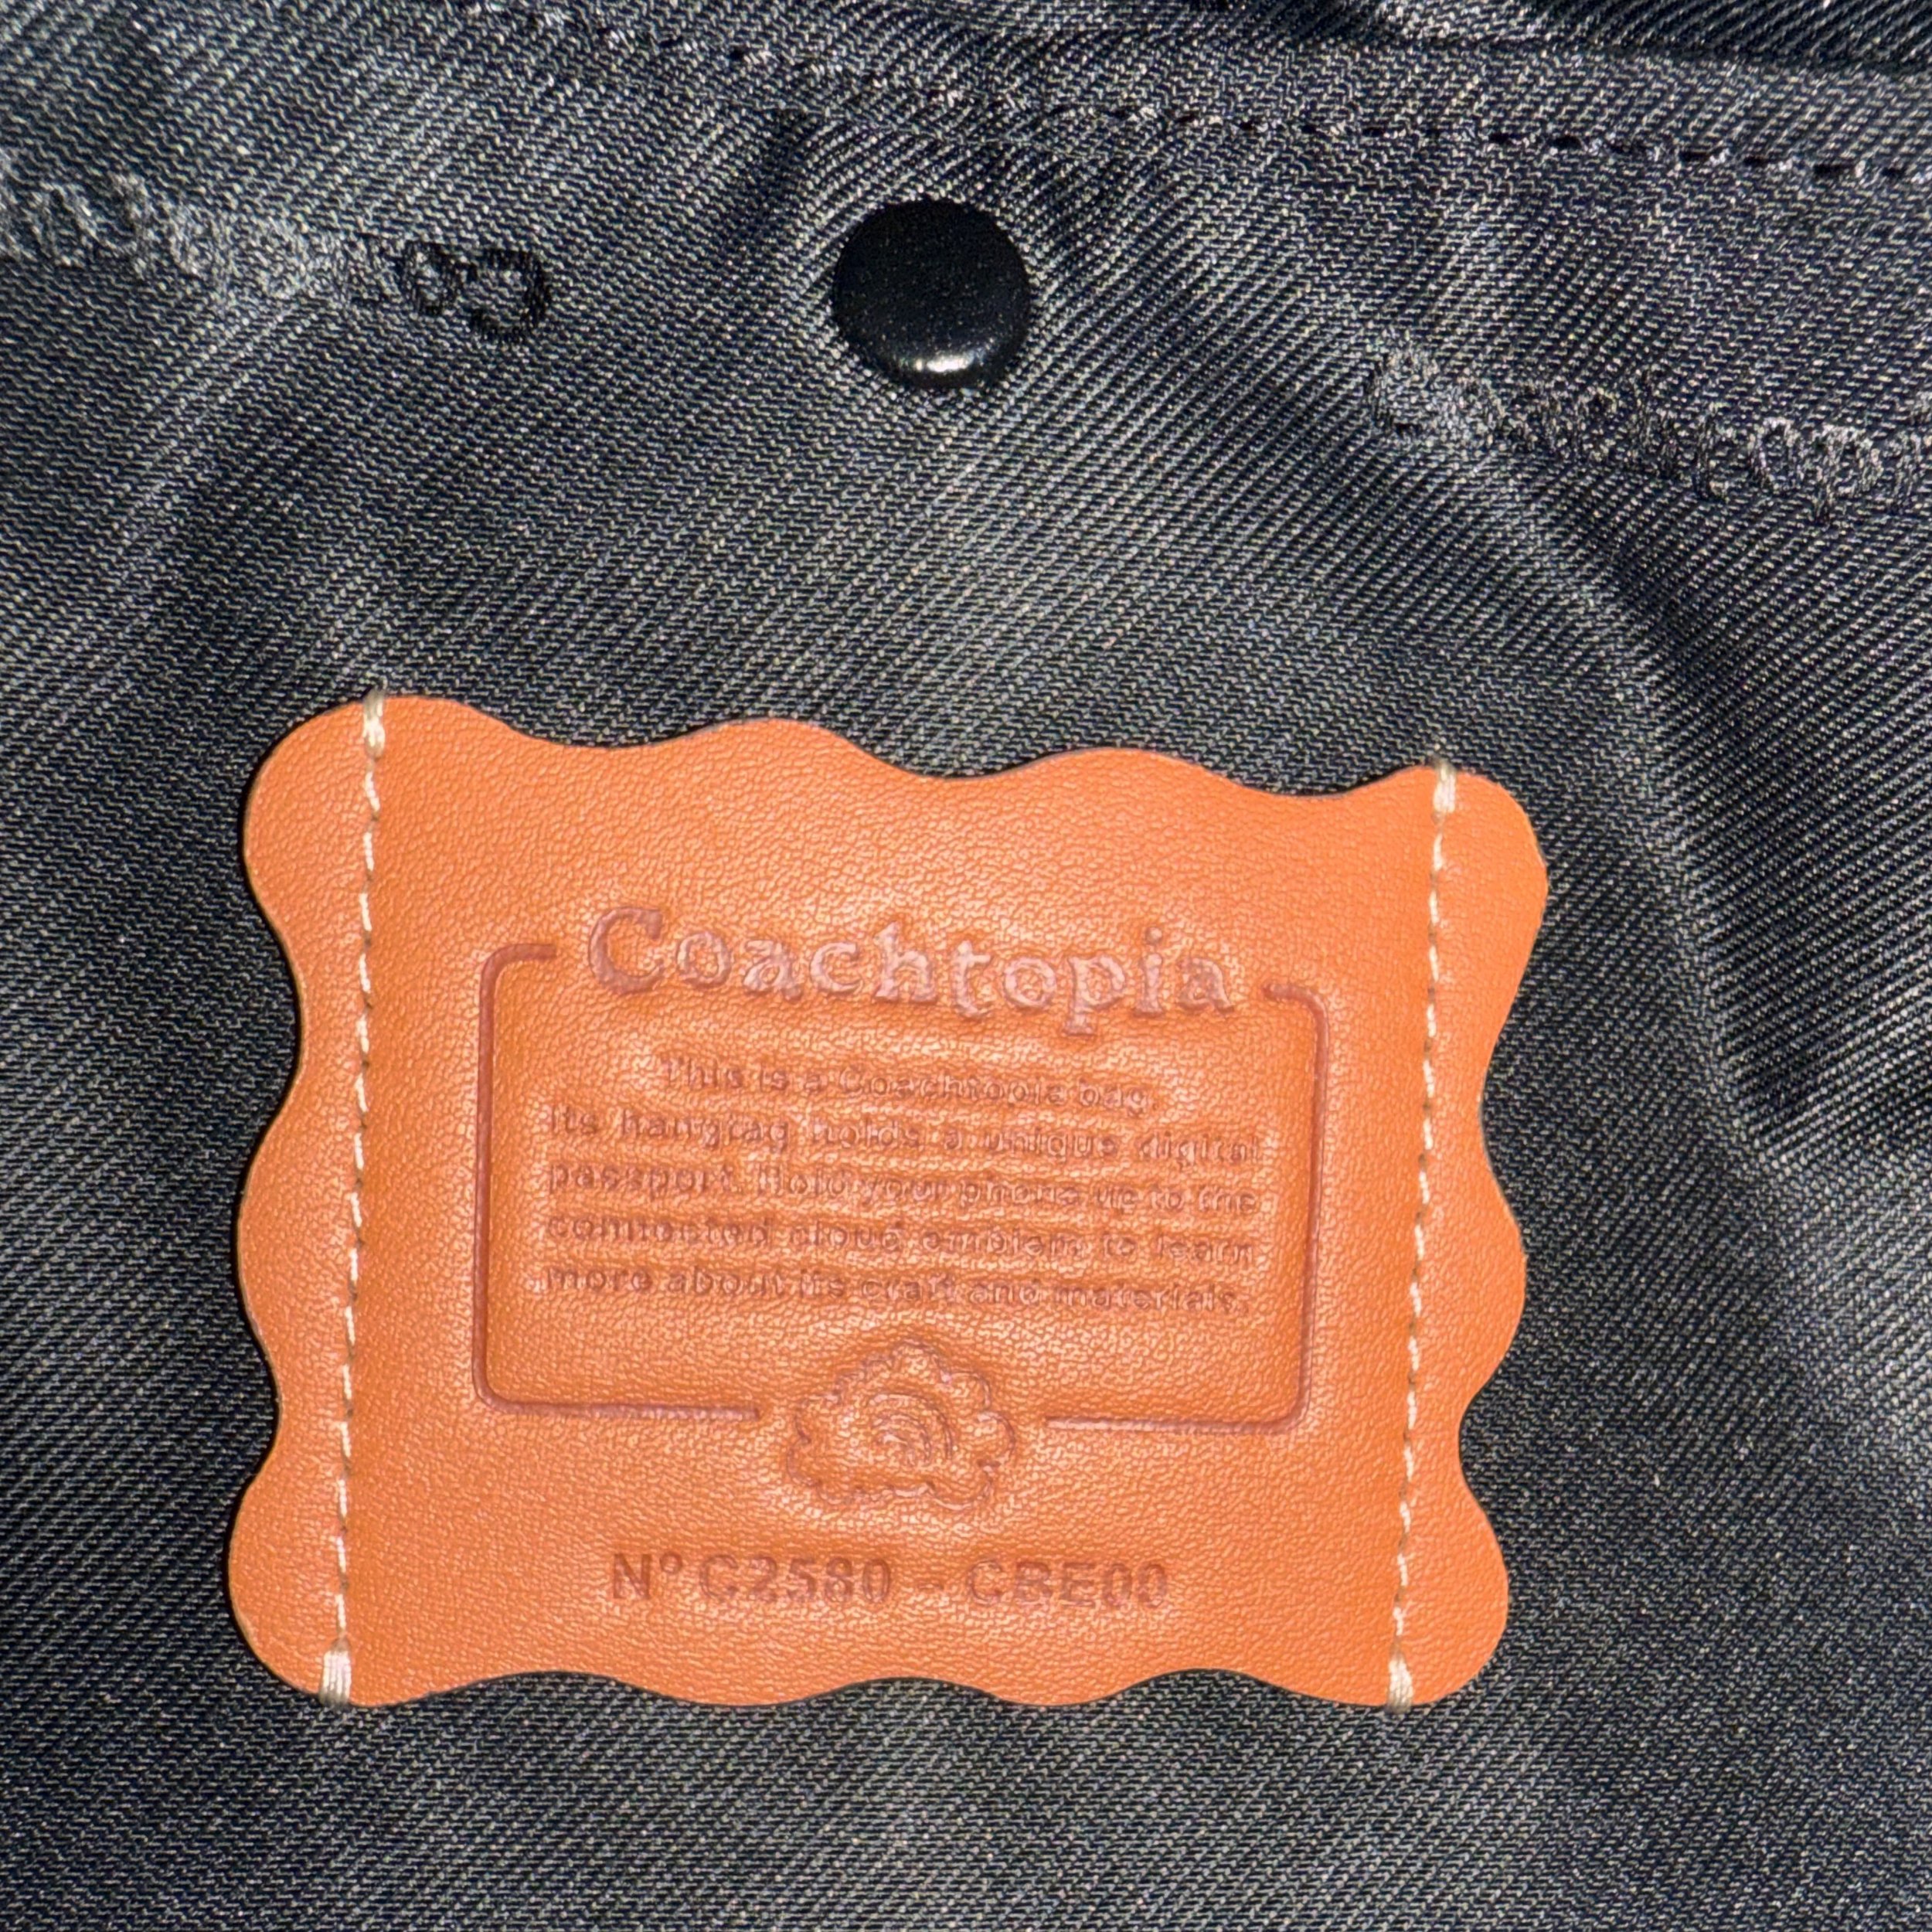 Coachtopia
This is a Coachtopia bag.
Its hangtag holds a unique digital
passport. Hold your phone up to the
connected cloud emblem to learn
more about its craft and materials.
Nº C2580 - CBE00